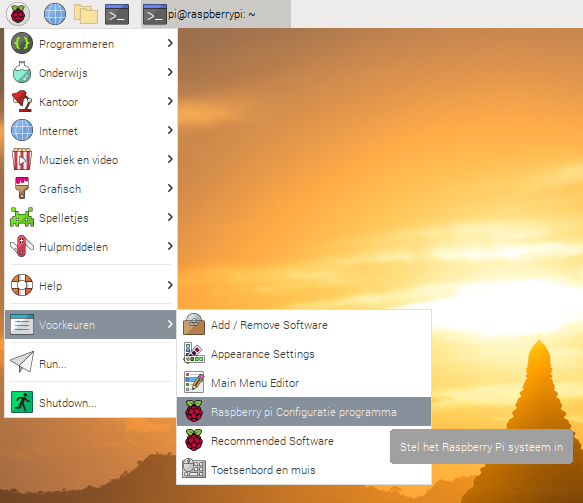 pi@raspberrypi: ~
Programmeren
Onderwijs
Kantoor
Internet
Muziek en video
Grafisch
Spelletjes
Hulpmiddelen
Help
Voorkeuren
Run...
Shutdown...
Add / Remove Software
Appearance Settings
Main Menu Editor
Raspberry pi Configuratie programma
Recommended Software
Toetsenbord en muis
Stel het Raspberry Pi systeem in